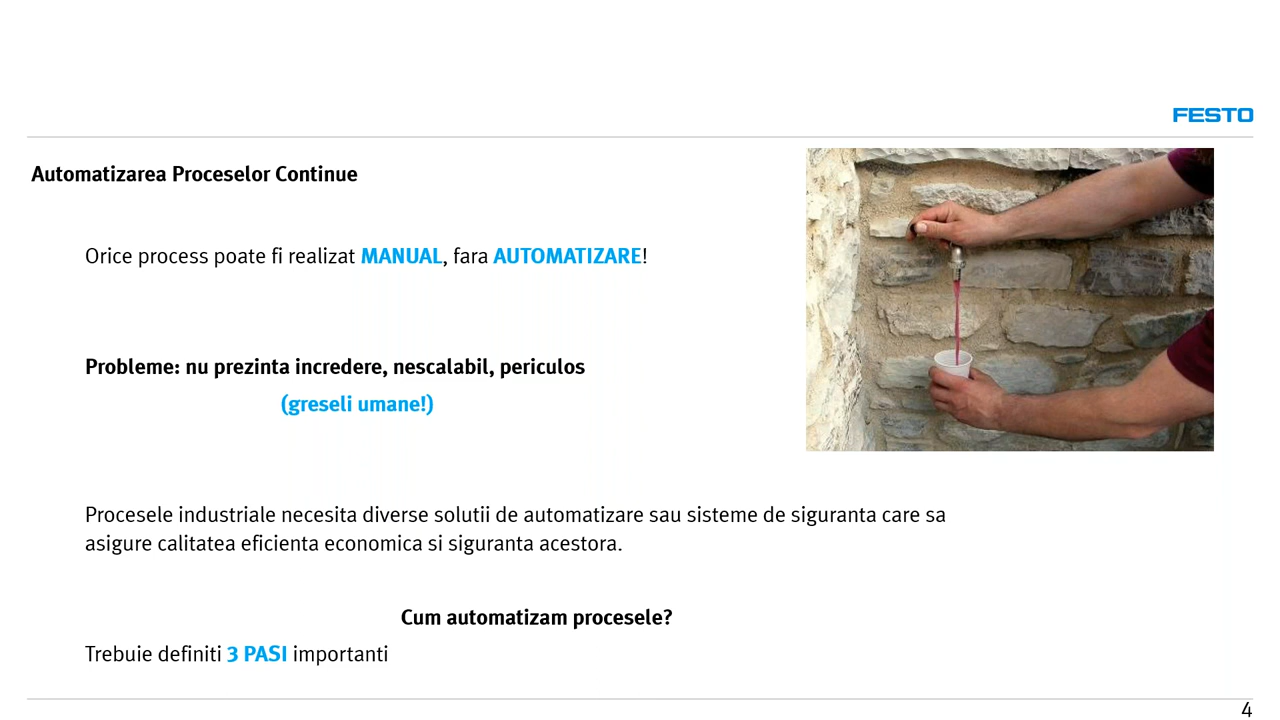 FESTO
Automatizarea Proceselor Continue
Orice process poate fi realizat MANUAL, fara AUTOMATIZARE!
Probleme: nu prezinta incredere, nescalabil, periculos
(greseli umane!)
Procesele industriale necesita diverse solutii de automatizare sau sisteme de siguranta care sa
asigure calitatea eficienta economica si siguranta acestora.
Cum automatizam procesele?
Trebuie definiti 3 PASI importanti
4